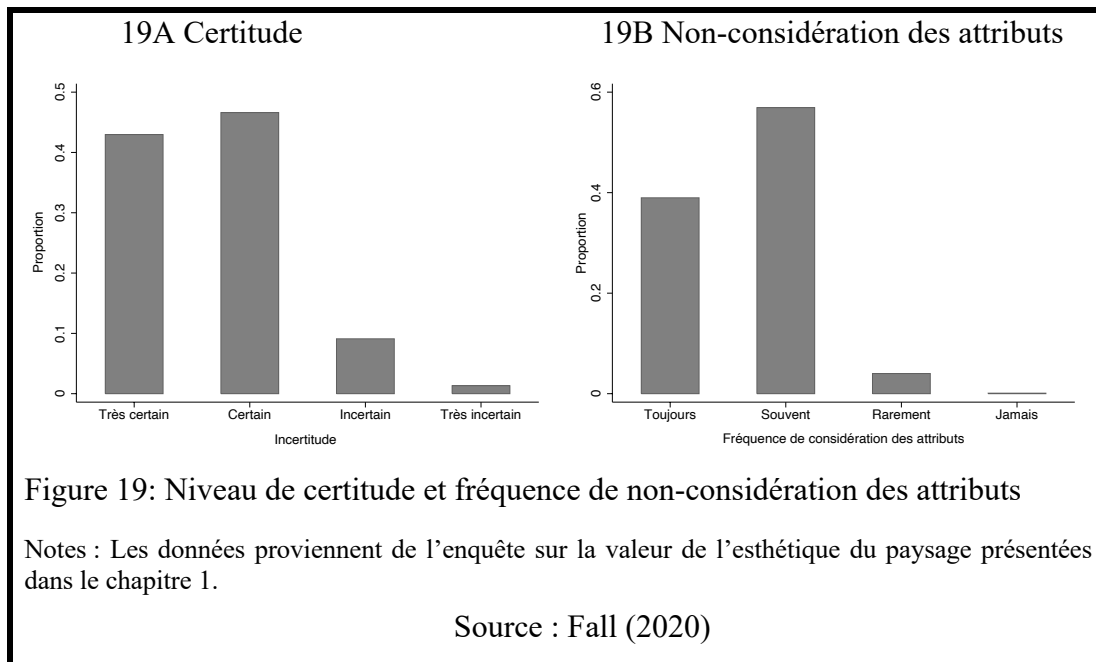 19A Certitude
19B Non-considération des attributs
0.5
0.4
0.3
0.2
0.1
0
Proportion
Très certain Certain Incertain Très incertain
Incertitude
0.6
0.4
0.2
0
Proportion
Toujours Souvent Rarement Jamais
Fréquence de considération des attributs
Figure 19: Niveau de certitude et fréquence de non-considération des attributs
Notes : Les données proviennent de l’enquête sur la valeur de l’esthétique du paysage présentées
dans le chapitre 1.
Source : Fall (2020)